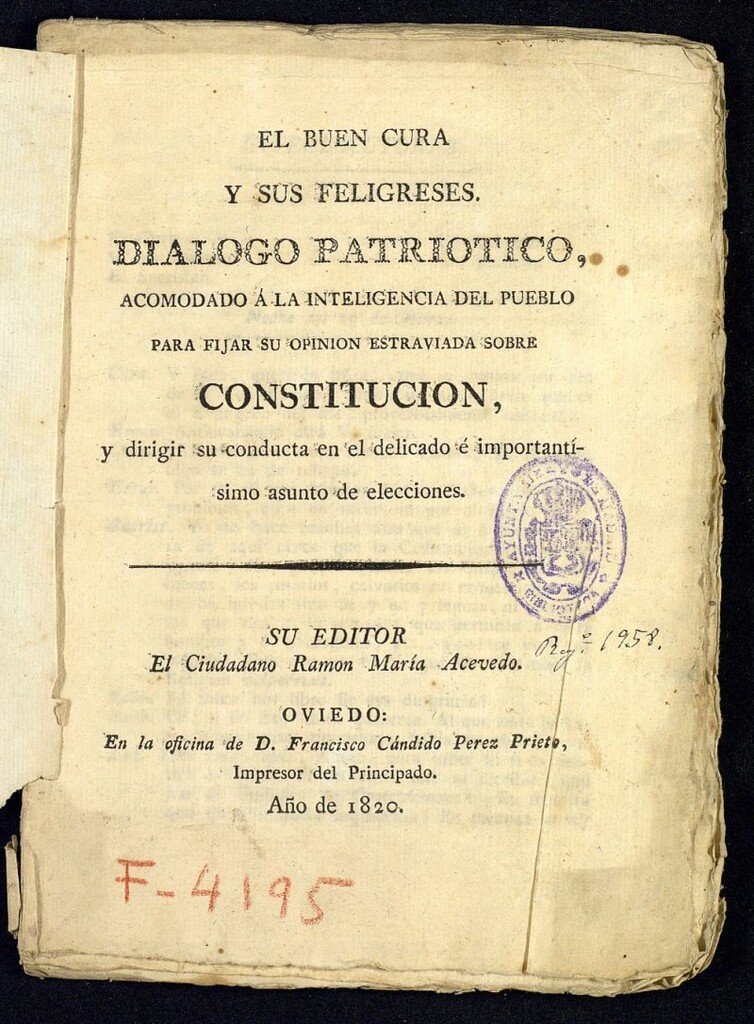 EL BUEN CURA
Y SUS FELIGRESES.
DIALOGO PATRIOTICO,
ACOMODADO Á LA INTELIGENCIA DEL PUEBLO
PARA FIJAR SU OPINION ESTRAVIADA SOBRE
CONSTITUCION,
y dirigir su conducta en el delicado é importantí-
simo asunto de elecciones.
SU EDITOR
El Ciudadano Ramon María Acevedo.
Rg.º 1958.
OVIEDO:
En la oficina de D. Francisco Cándido Perez Prieto,
Impresor del Principado.
Año de 1820.
F-4195